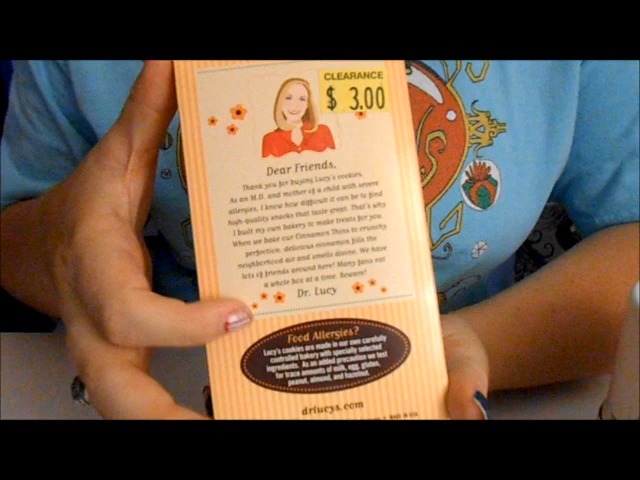 CLEARANCE
$ 3.00
Dear Friends,
Thank you for buying Lucy's cookies.
As an M.D. and mother of a child with severe
allergies, I know how difficult it can be to find
high quality snacks that taste great. That's why
I built my own bakery to make treats for you.
When we bake our Cinnamon Thins to crunchy
perfection, delicious cinnamon fills the
neighborhood air and smells divine. We have
lots of friends around here! Many fans eat
a whole box at a time. Beware!
Dr. Lucy
Food Allergies?
Lucy's cookies are made in our own carefully
controlled bakery with specially selected
ingredients. As an added precaution we test
for trace amounts of milk, egg, gluten,
peanut, almond, and hazelnut.
drlucys.com
MADE IN USA